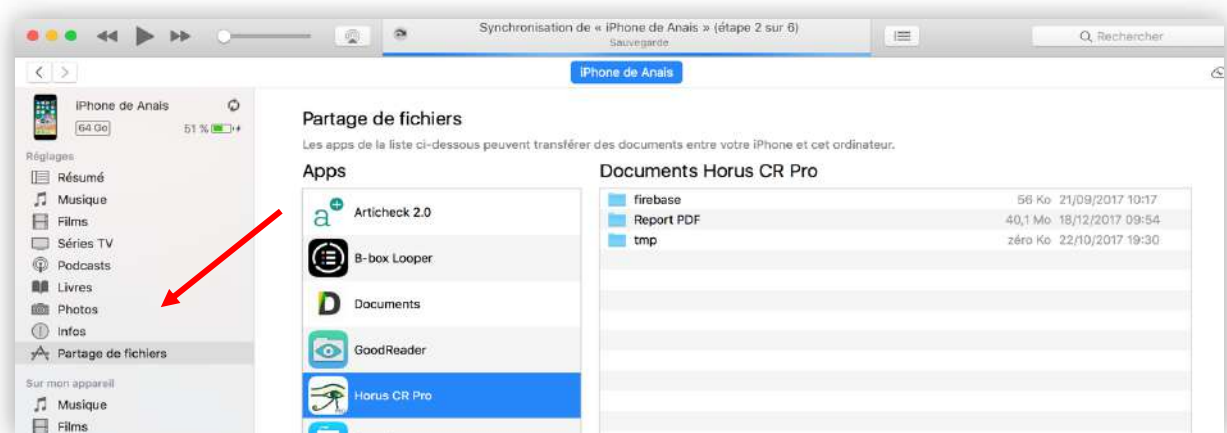 Synchronisation de « iPhone de Anais » (étape 2 sur 6)
Sauvegarde
Rechercher
iPhone de Anais
iPhone de Anais
64 Go
51 %
Réglages
Résumé
Musique
Films
Séries TV
Podcasts
Livres
Photos
Infos
Partage de fichiers
Sur mon appareil
Musique
Films
Partage de fichiers
Les apps de la liste ci-dessous peuvent transférer des documents entre votre iPhone et cet ordinateur.
Apps
Articheck 2.0
B-box Looper
Documents
GoodReader
Horus CR Pro
Documents Horus CR Pro
firebase 56 Ko 21/09/2017 10:17
Report PDF 40,1 Mo 18/12/2017 09:54
tmp zéro Ko 22/10/2017 19:30